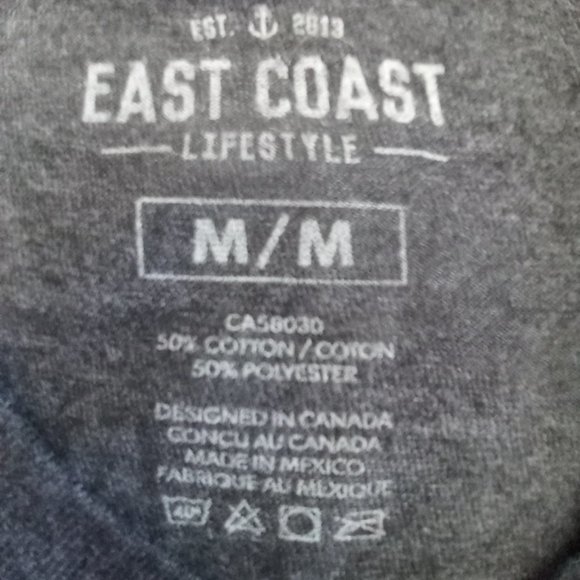 EST. 2013
EAST COAST
LIFESTYLE
M/M
CA58030
50% COTTON/COTON
50% POLYESTER
DESIGNED IN CANADA
CONCU AU CANADA
MADE IN MEXICO
FABRIQUE AU MEXIQUE
40°